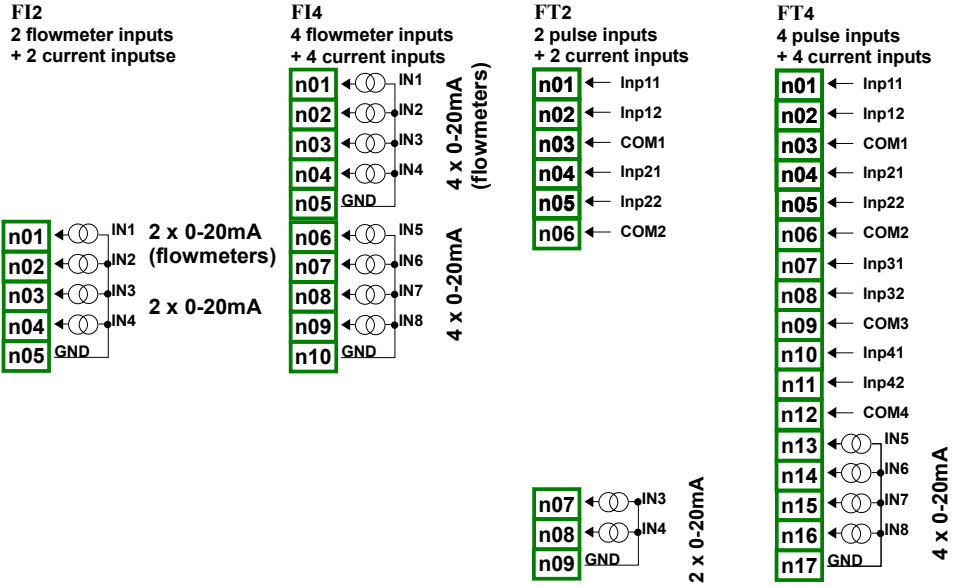 FI2
2 flowmeter inputs
+ 2 current inputse
n01 IN1
n02 IN2
n03 IN3
n04 IN4
n05 GND
2 x 0-20mA
(flowmeters)
2 x 0-20mA
FI4
4 flowmeter inputs
+ 4 current inputs
n01 IN1
n02 IN2
n03 IN3
n04 IN4
n05 GND
4 x 0-20mA
(flowmeters)
n06 IN5
n07 IN6
n08 IN7
n09 IN8
n10 GND
4 x 0-20mA
FT2
2 pulse inputs
+ 2 current inputs
n01 Inp11
n02 Inp12
n03 COM1
n04 Inp21
n05 Inp22
n06 COM2
n07 IN3
n08 IN4
n09 GND
2 x 0-20mA
FT4
4 pulse inputs
+ 4 current inputs
n01 Inp11
n02 Inp12
n03 COM1
n04 Inp21
n05 Inp22
n06 COM2
n07 Inp31
n08 Inp32
n09 COM3
n10 Inp41
n11 Inp42
n12 COM4
n13 IN5
n14 IN6
n15 IN7
n16 IN8
n17 GND
4 x 0-20mA